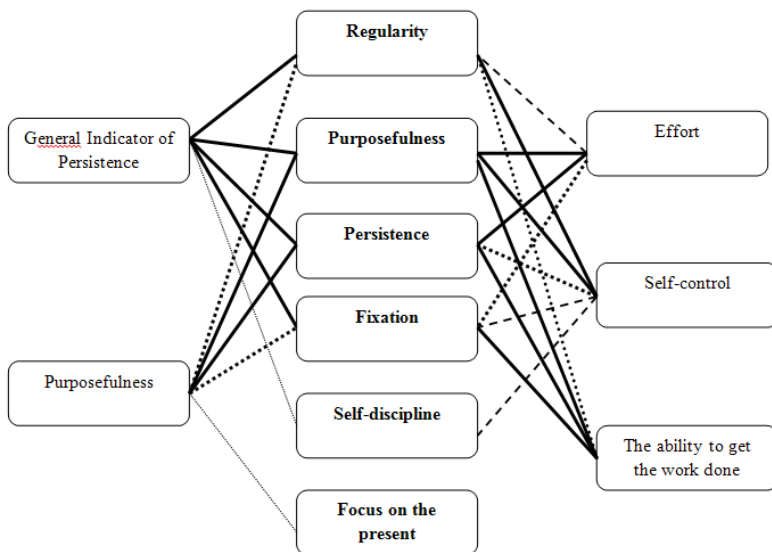 Regularity
General Indicator of
Persistence
Purposefulness
Effort
Persistence
Self-control
Fixation
Purposefulness
Self-discipline
The ability to get
the work done
Focus on the
present